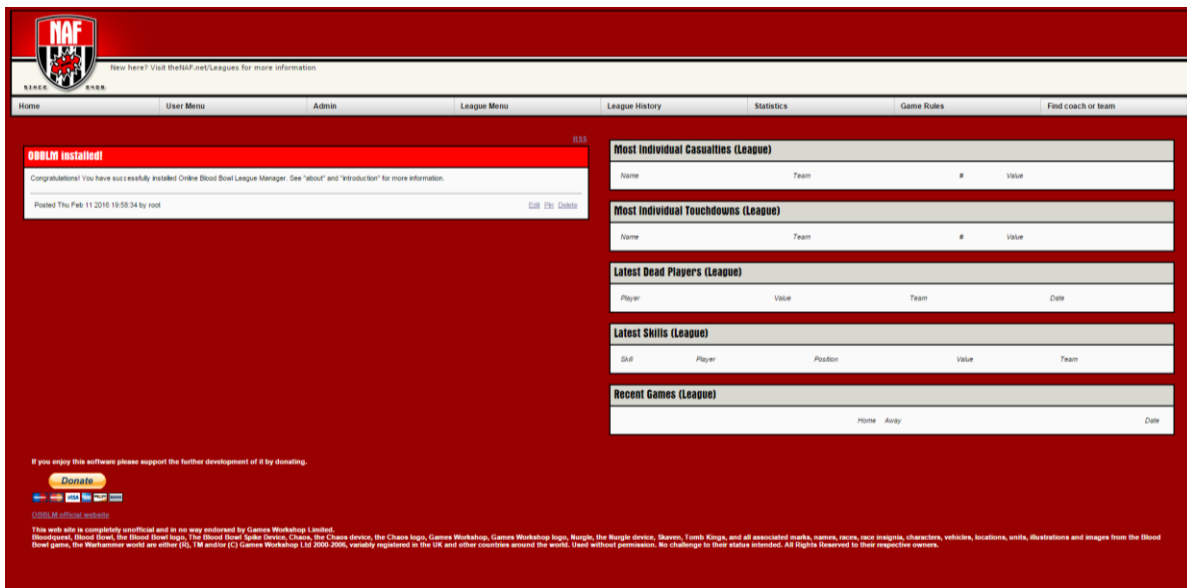 NAF
SINCE 2488
New here? Visit theNAF.net/Leagues for more information
Home User Menu Admin League Menu League History Statistics Game Rules Find coach or team
RSS
OBBLM installed!
Congratulations! You have successfully installed Online Blood Bowl League Manager. See "about" and "introduction" for more information.
Posted Thu Feb 11 2016 19:58:34 by root Edit Pin Delete
Most Individual Casualties (League)
Name Team # Value
Most Individual Touchdowns (League)
Name Team # Value
Latest Dead Players (League)
Player Value Team Date
Latest Skills (League)
Skill Player Position Value Team
Recent Games (League)
Home Away Date
If you enjoy this software please support the further development of it by donating.
Donate
VISA
OBBLM official website
This web site is completely unofficial and in no way endorsed by Games Workshop Limited.
Bloodquest, Blood Bowl, the Blood Bowl logo, The Blood Bowl Spike Device, Chaos, the Chaos device, the Chaos logo, Games Workshop, Games Workshop logo, Nurgle, the Nurgle device, Skaven, Tomb Kings, and all associated marks, names, races, race insignia, characters, vehicles, locations, units, illustrations and images from the Blood
Bowl game, the Warhammer world are either (R), TM and/or (C) Games Workshop Ltd 2000-2006, variably registered in the UK and other countries around the world. Used without permission. No challenge to their status intended. All Rights Reserved to their respective owners.